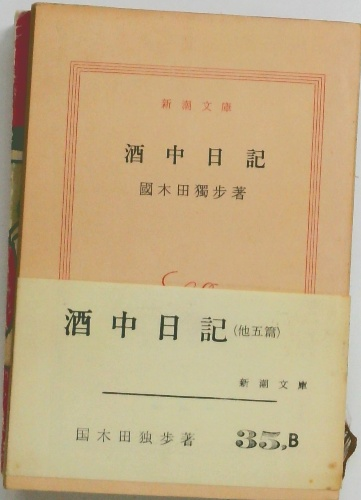 新潮文庫
酒中日記
國木田獨步著
酒中日記(他五篇)
新潮文庫
国木田独歩著 35,B